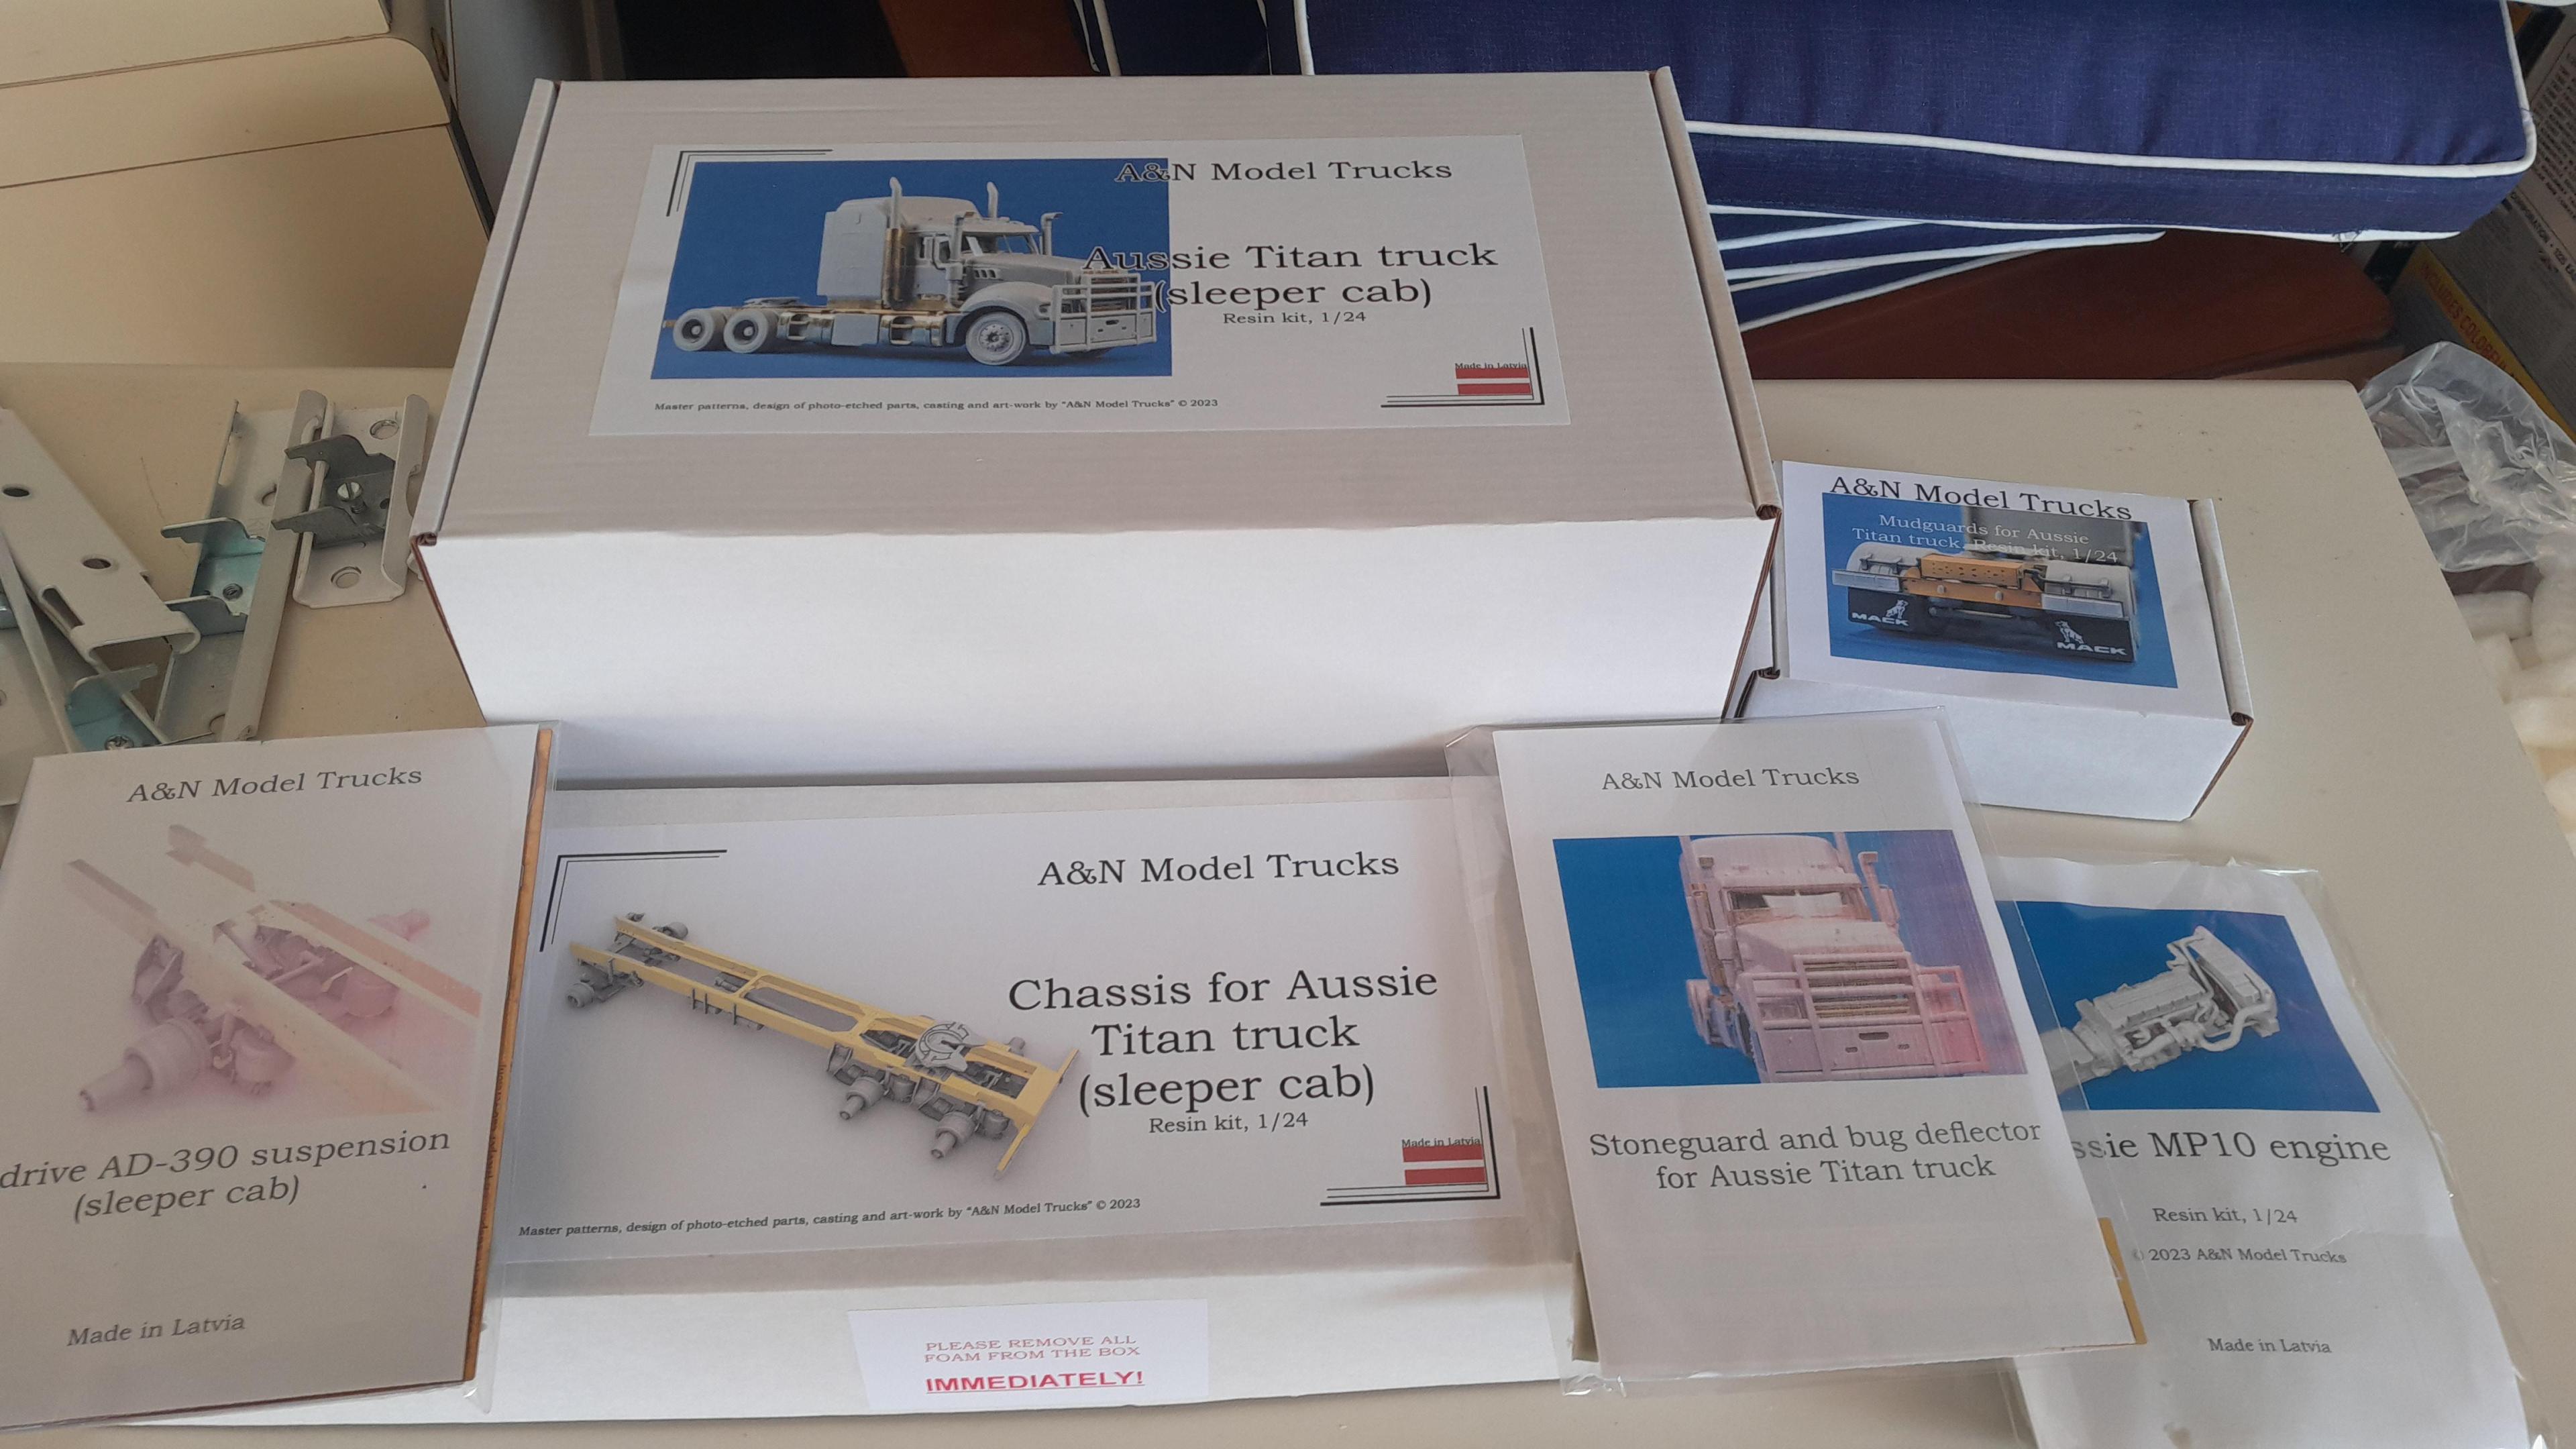 A&N Model Trucks
Aussie Titan truck
(sleeper cab)
Resin kit, 1/24
Made in Latvia
Master patterns, design of photo-etched parts, casting and art-work by "A&N Model Trucks" © 2023
A&N Model Trucks
Mudguards for Aussie
Titan truck. Resin kit, 1/24
MACK
MACK
A&N Model Trucks
drive AD-390 suspension
(sleeper cab)
Made in Latvia
A&N Model Trucks
Chassis for Aussie
Titan truck
(sleeper cab)
Resin kit, 1/24
Made in Latvia
Master patterns, design of photo-etched parts, casting and art-work by "A&N Model Trucks" © 2023
PLEASE REMOVE ALL
FOAM FROM THE BOX
IMMEDIATELY!
A&N Model Trucks
Stoneguard and bug deflector
for Aussie Titan truck
ssie MP10 engine
Resin kit, 1/24
© 2023 A&N Model Trucks
Made in Latvia